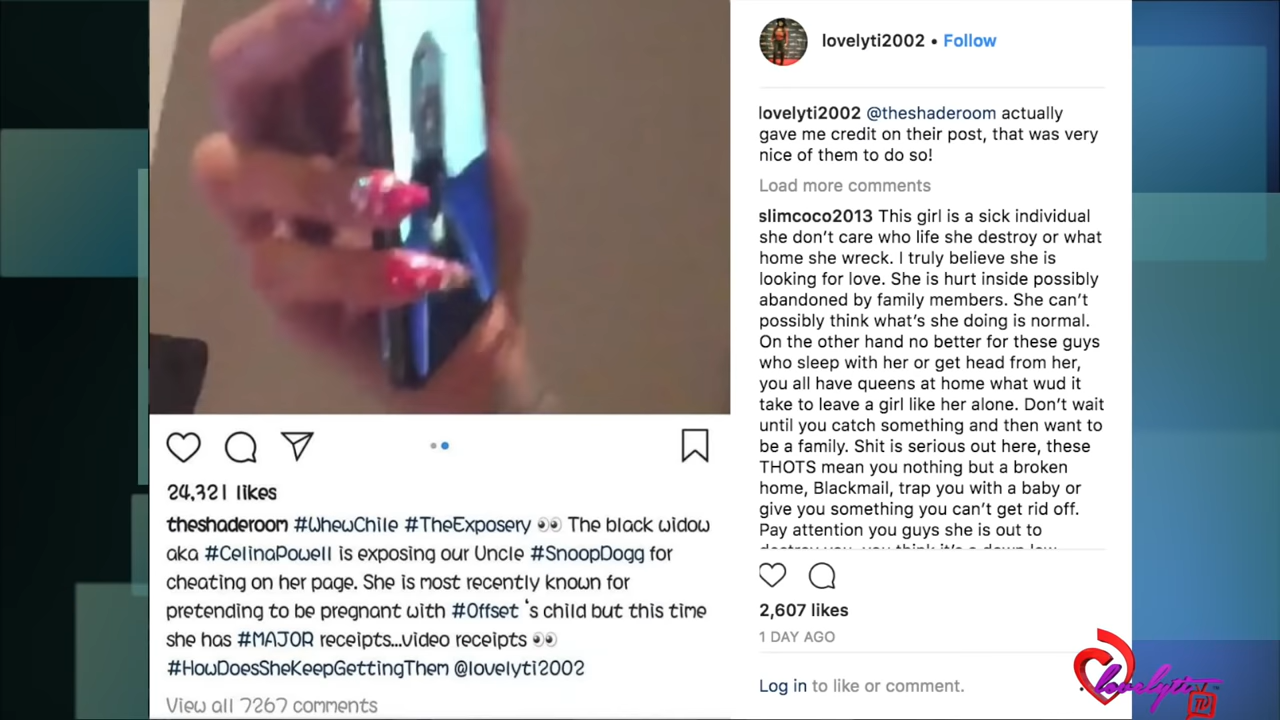 lovelyti2002 • Follow
lovelyti2002 @theshaderoom actually
gave me credit on their post, that was very
nice of them to do so!
Load more comments
slimcoco2013 This girl is a sick individual
she don't care who life she destroy or what
home she wreck. I truly believe she is
looking for love. She is hurt inside possibly
abandoned by family members. She can't
possibly think what's she doing is normal.
On the other hand no better for these guys
who sleep with her or get head from her,
you all have queens at home what wud it
take to leave a girl like her alone. Don't wait
until you catch something and then want to
be a family. Shit is serious out here, these
THOTS mean you nothing but a broken
home, Blackmail, trap you with a baby or
give you something you can't get rid off.
Pay attention you guys she is out to
2,607 likes
1 DAY AGO
Log in to like or comment.
24,321 likes
theshaderoom #WhewChile #TheExposery 👀 The black widow
aka #CelinaPowell is exposing our Uncle #SnoopDogg for
cheating on her page. She is most recently known for
pretending to be pregnant with #Offset 's child but this time
she has #MAJOR receipts...video receipts 👀
#HowDoesSheKeepGettingThem @lovelyti2002
View all 7267 comments
lovelyti